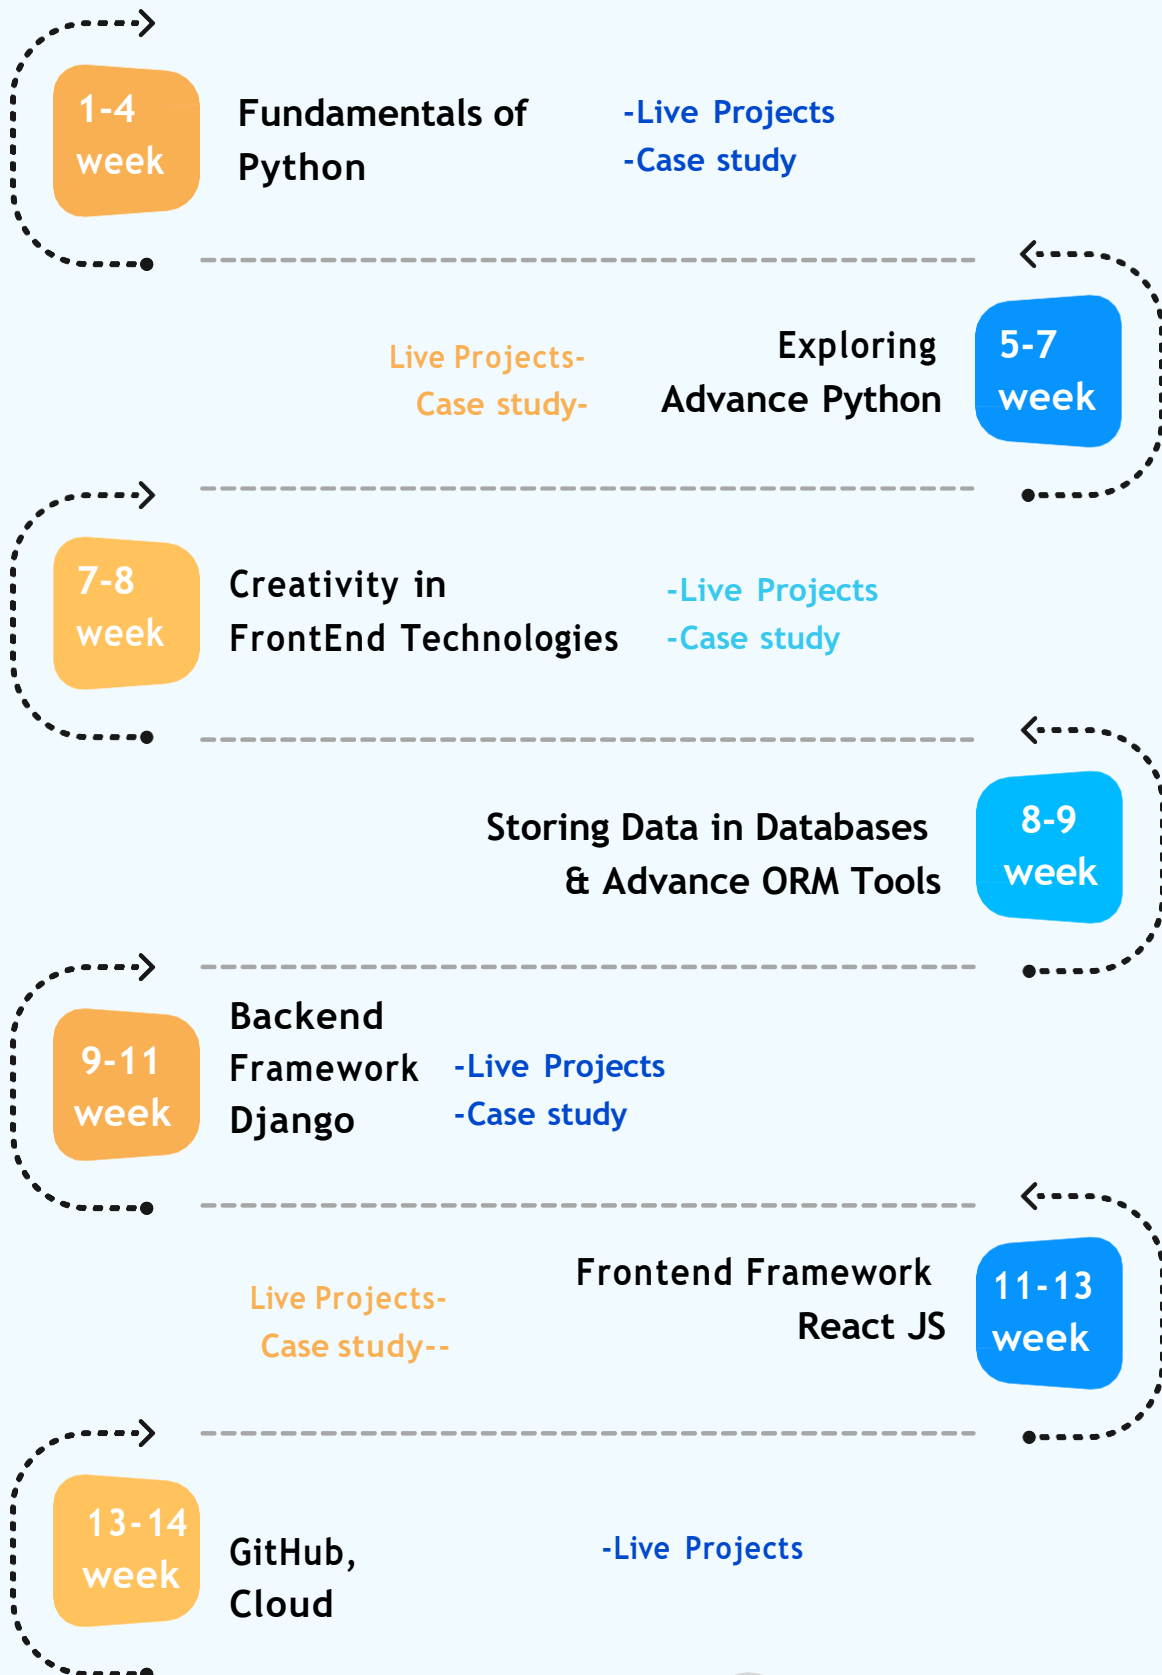 1-4
week
Fundamentals of
Python
-Live Projects
-Case study
5-7
week
Exploring
Advance Python
Live Projects-
Case study-
7-8
week
Creativity in
FrontEnd Technologies
-Live Projects
-Case study
8-9
week
Storing Data in Databases
& Advance ORM Tools
9-11
week
Backend
Framework
Django
-Live Projects
-Case study
11-13
week
Frontend Framework
React JS
Live Projects-
Case study--
13-14
week
GitHub,
Cloud
-Live Projects